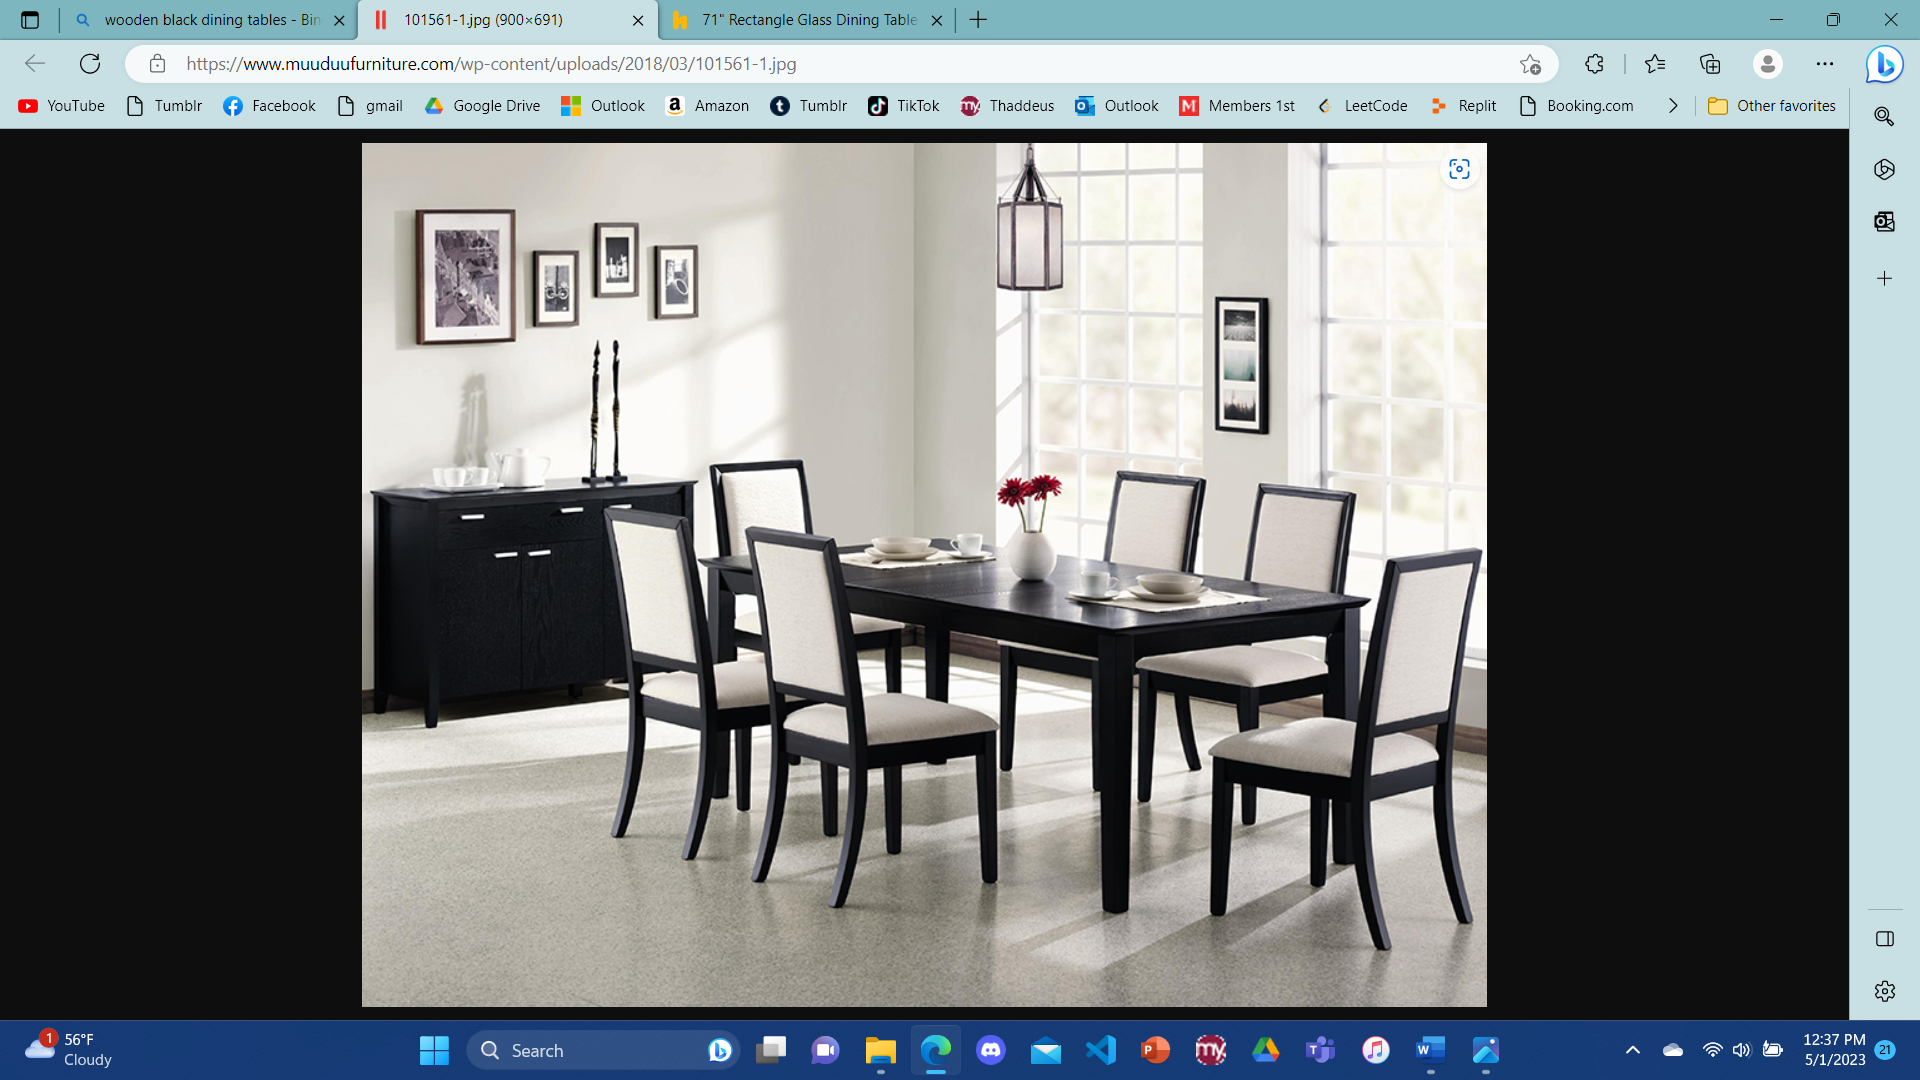 wooden black dining tables - Bin
101561-1.jpg (900×691)
71" Rectangle Glass Dining Table
https://www.muuduufurniture.com/wp-content/uploads/2018/03/101561-1.jpg
YouTube Tumblr Facebook gmail Google Drive Outlook Amazon Tumblr TikTok my Thaddeus Outlook M Members 1st LeetCode Replit Booking.com Other favorites
1
56°F
Cloudy
Search
my
12:37 PM
5/1/2023
21